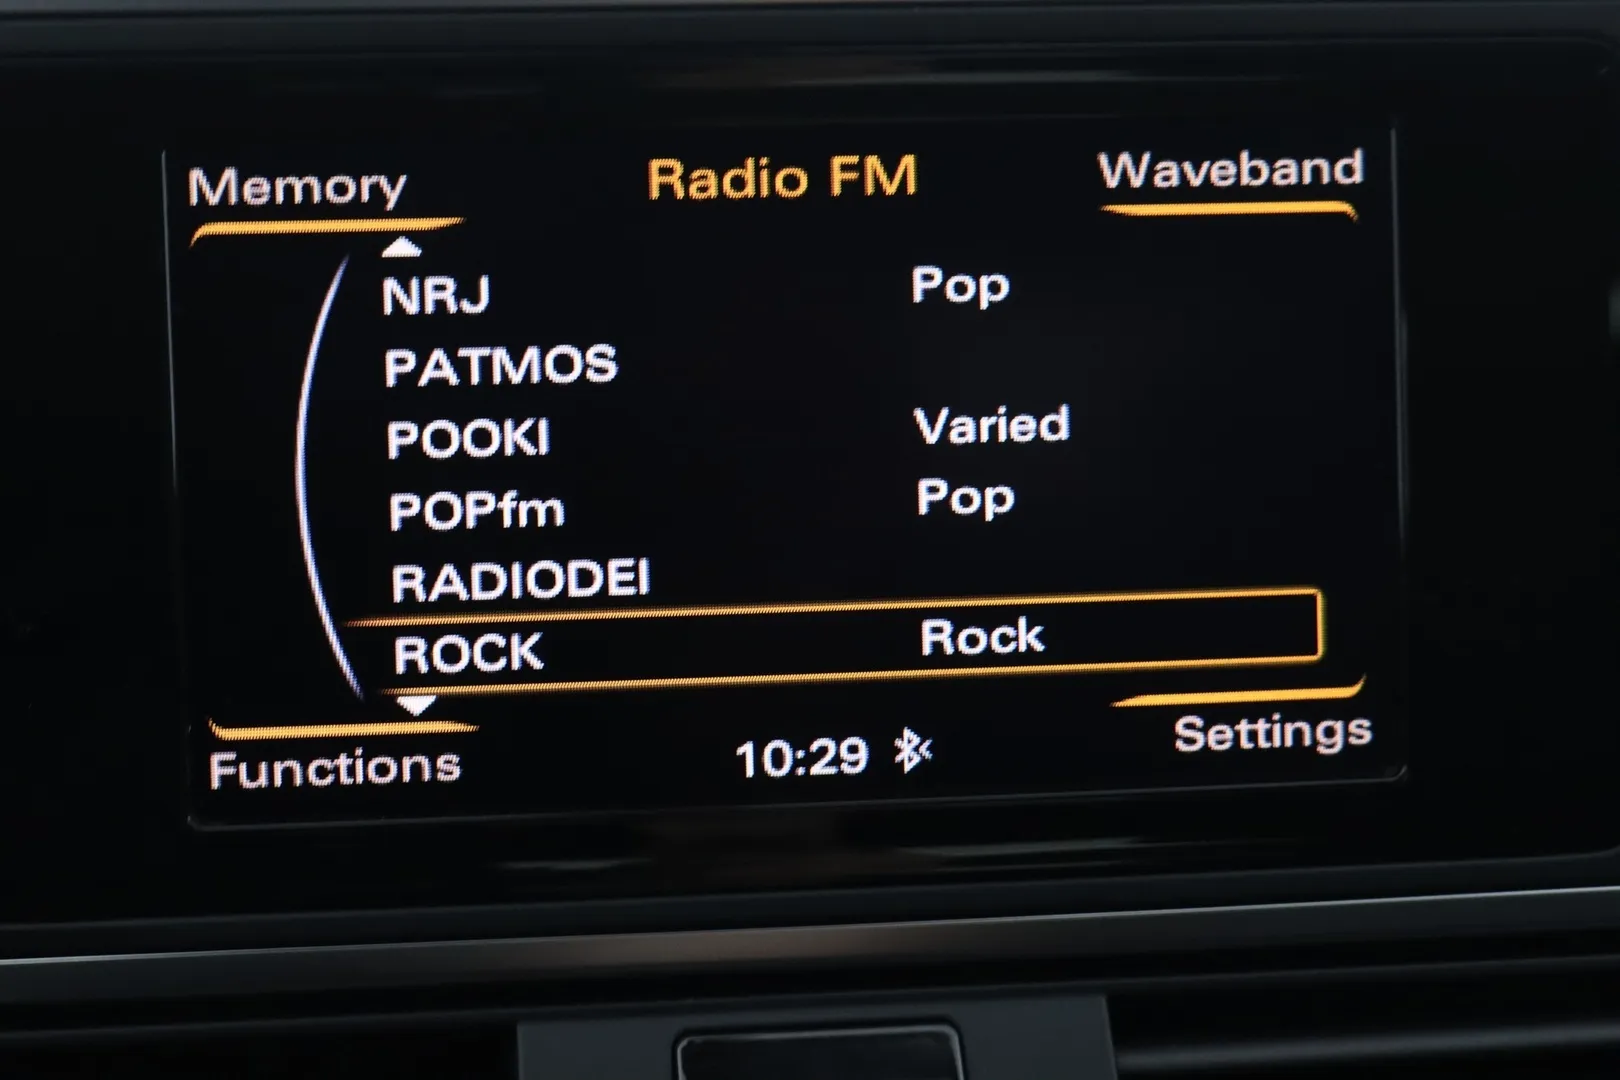 Memory Radio FM Waveband
NRJ Pop
PATMOS
POOKI Varied
POPfm Pop
RADIODEI
ROCK Rock
Functions 10:29 Settings